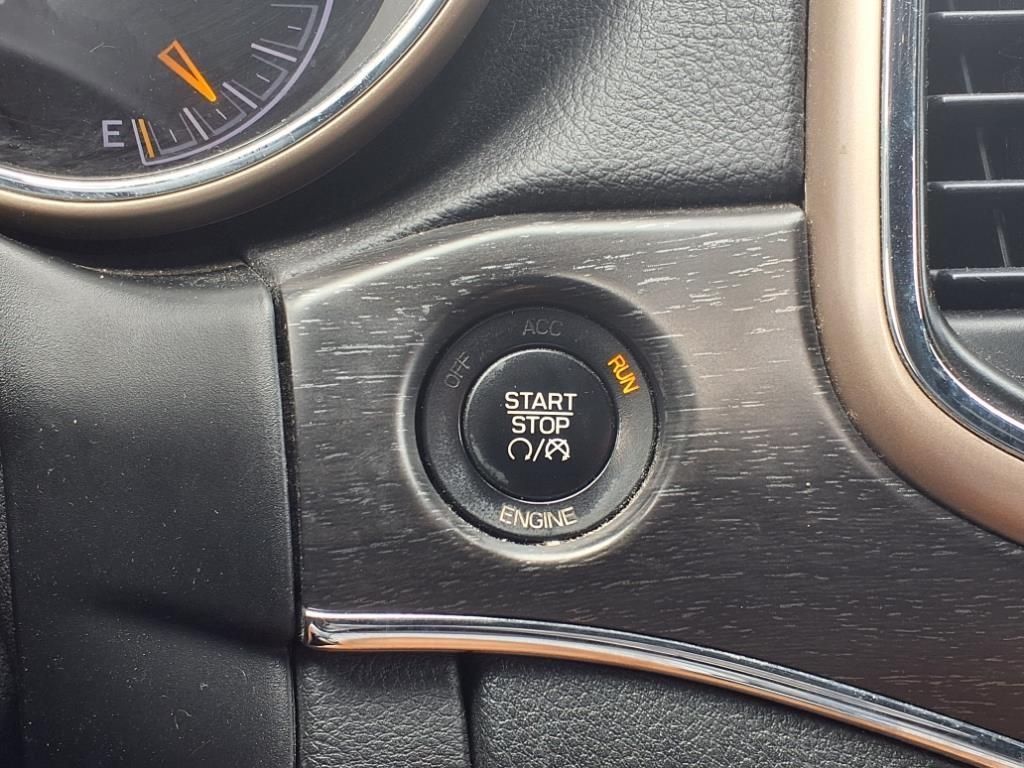 E
ACC
OFF
RUN
START
STOP
ENGINE